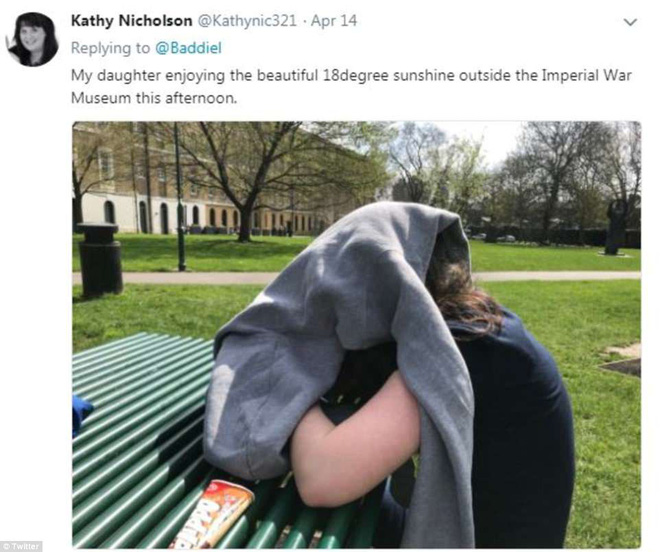 Kathy Nicholson @Kathynic321 · Apr 14
Replying to @Baddiel
My daughter enjoying the beautiful 18degree sunshine outside the Imperial War
Museum this afternoon.
© Twitter